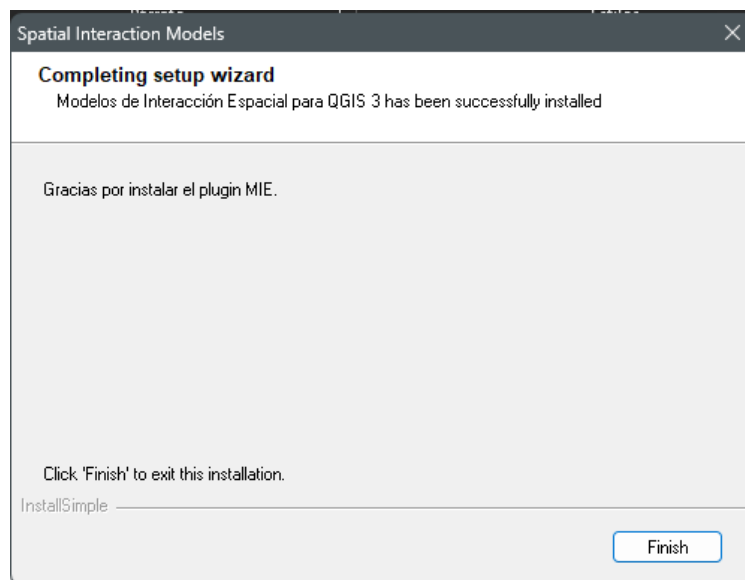 Spatial Interaction Models
Completing setup wizard
Modelos de Interacción Espacial para QGIS 3 has been successfully installed
Gracias por instalar el plugin MIE.
Click 'Finish' to exit this installation.
InstallSimple
Finish